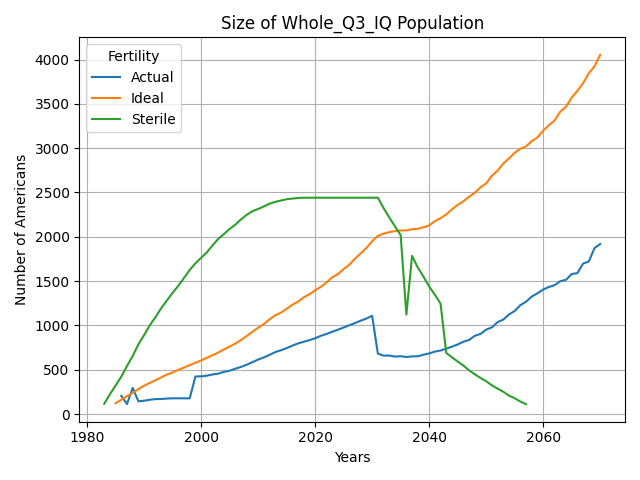 Size of Whole_Q3_IQ Population
Fertility
Actual
Ideal
Sterile
Number of Americans
4000
3500
3000
2500
2000
1500
1000
500
0
1980
2000
2020
2040
2060
Years